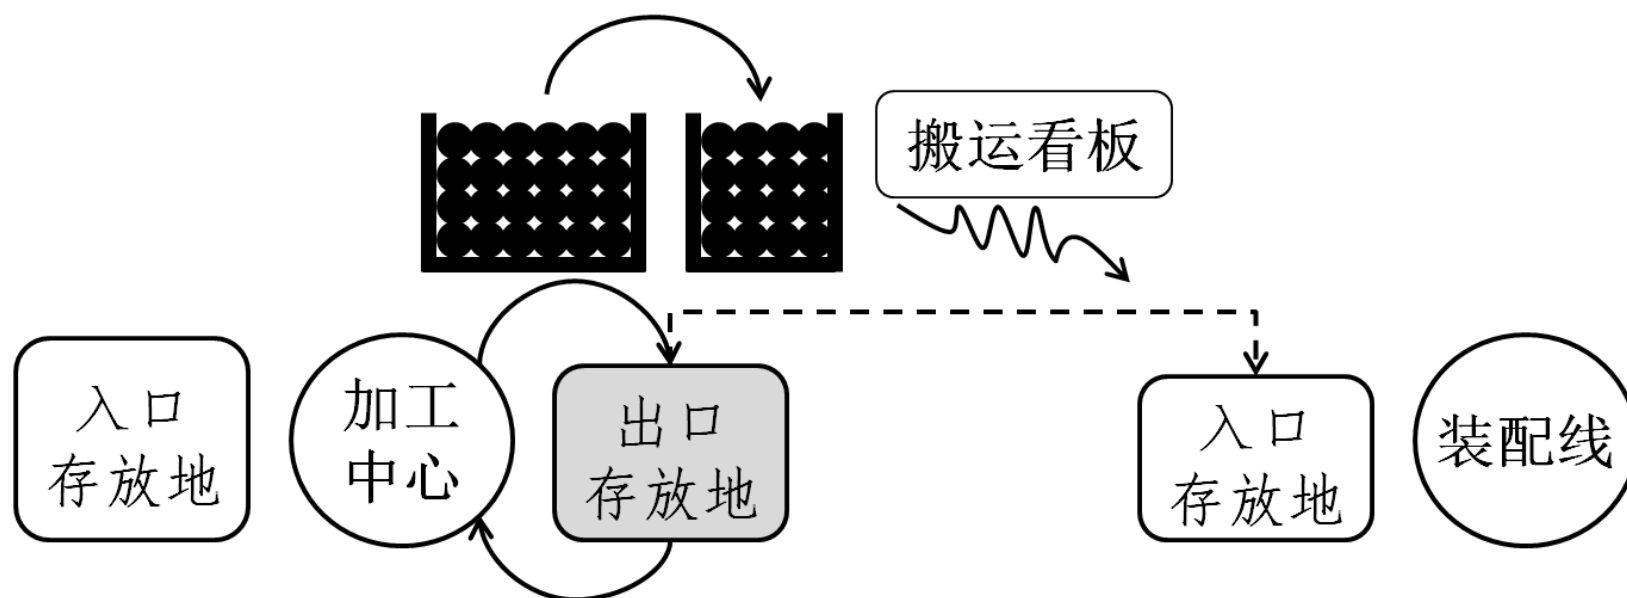 搬运看板
入口
存放地
加工
中心
出口
存放地
入口
存放地
装配线